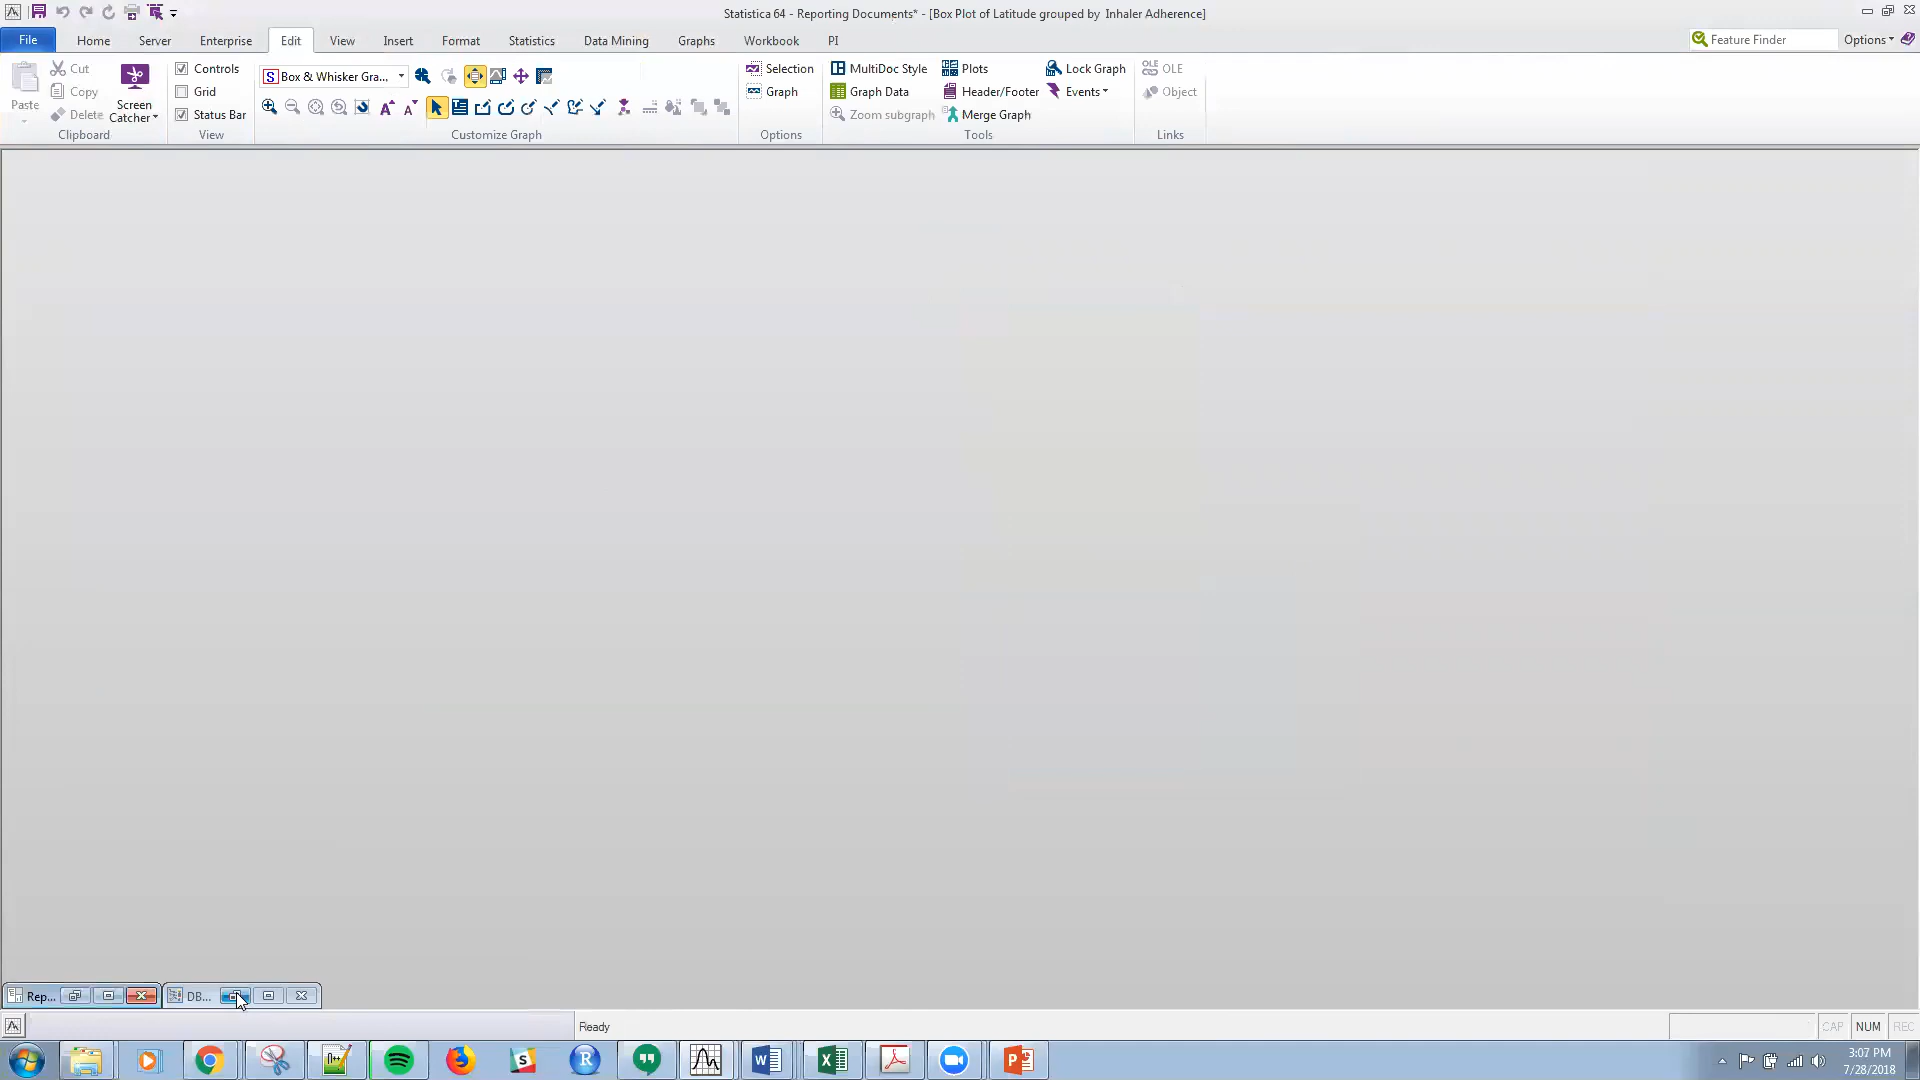 Statistica 64 - Reporting Documents* - [Box Plot of Latitude grouped by Inhaler Adherence]
File Home Server Enterprise Edit View Insert Format Statistics Data Mining Graphs Workbook PI Feature Finder Options
Cut Controls Box & Whisker Gra... Selection MultiDoc Style Plots Lock Graph OLE
Copy Grid Graph Graph Data Header/Footer Events Object
Paste Screen Catcher Delete Status Bar Zoom subgraph Merge Graph
Clipboard View Customize Graph Options Tools Links
Rep... DB...
Ready CAP NUM REC
3:07 PM
7/28/2018